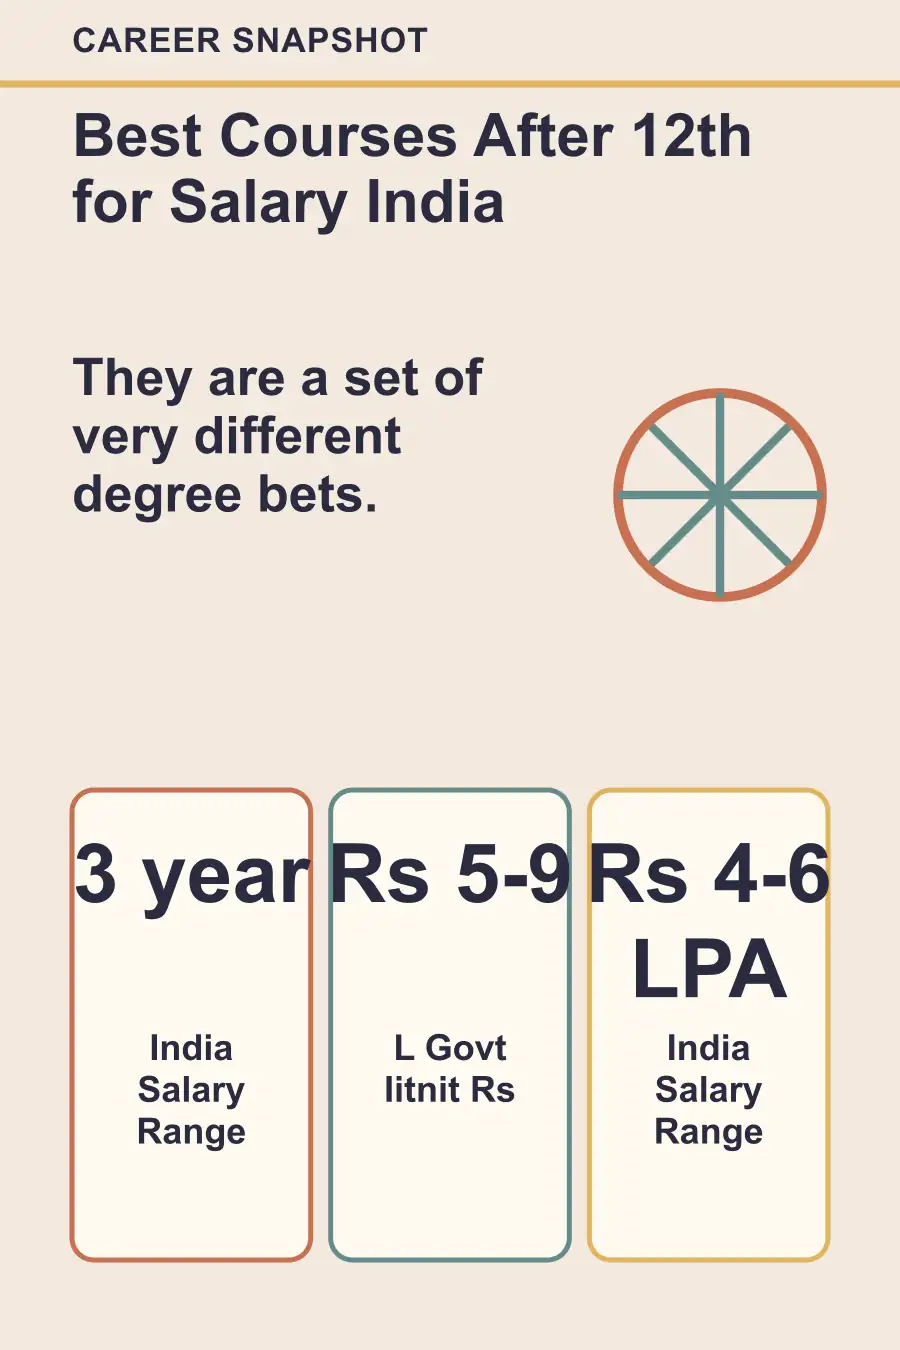 CAREER SNAPSHOT
Best Courses After 12th
for Salary India
They are a set of
very different
degree bets.
3 year
India
Salary
Range
Rs 5-9
L Govt
Iitnit Rs
Rs 4-6
LPA
India
Salary
Range